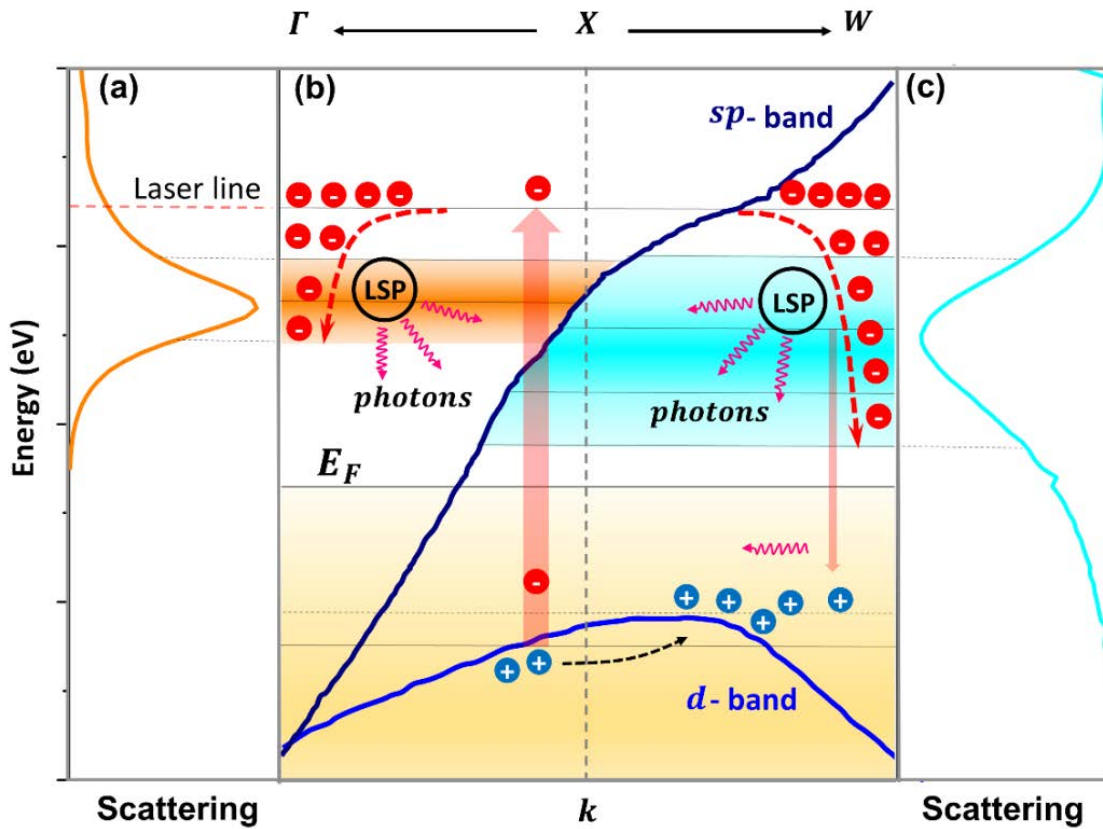 Γ X W
(a) (b) (c)
sp- band
Laser line
- - - - - - - - -
- - - -
LSP LSP
- - - -
photons photons
-
-
Energy (eV)
E_F
-
+ + + + +
+ +
d- band
Scattering k Scattering